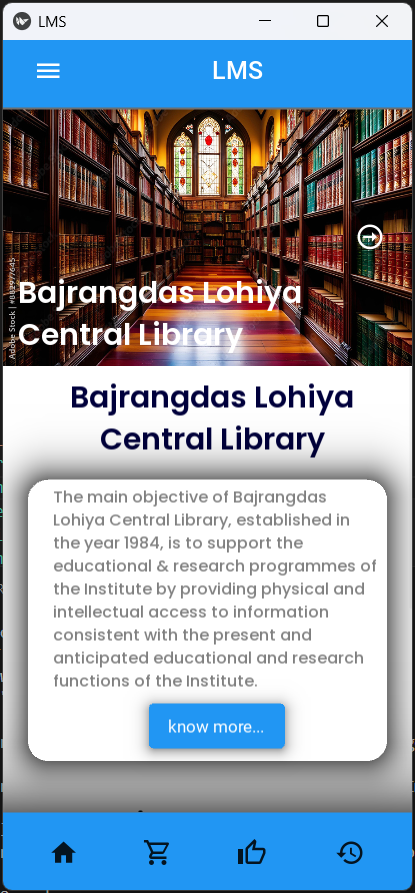 LMS
LMS
Adobe Stock | #812977645
Bajrangdas Lohiya
Central Library
Bajrangdas Lohiya
Central Library
The main objective of Bajrangdas
Lohiya Central Library, established in
the year 1984, is to support the
educational & research programmes of
the Institute by providing physical and
intellectual access to information
consistent with the present and
anticipated educational and research
functions of the Institute.
know more...